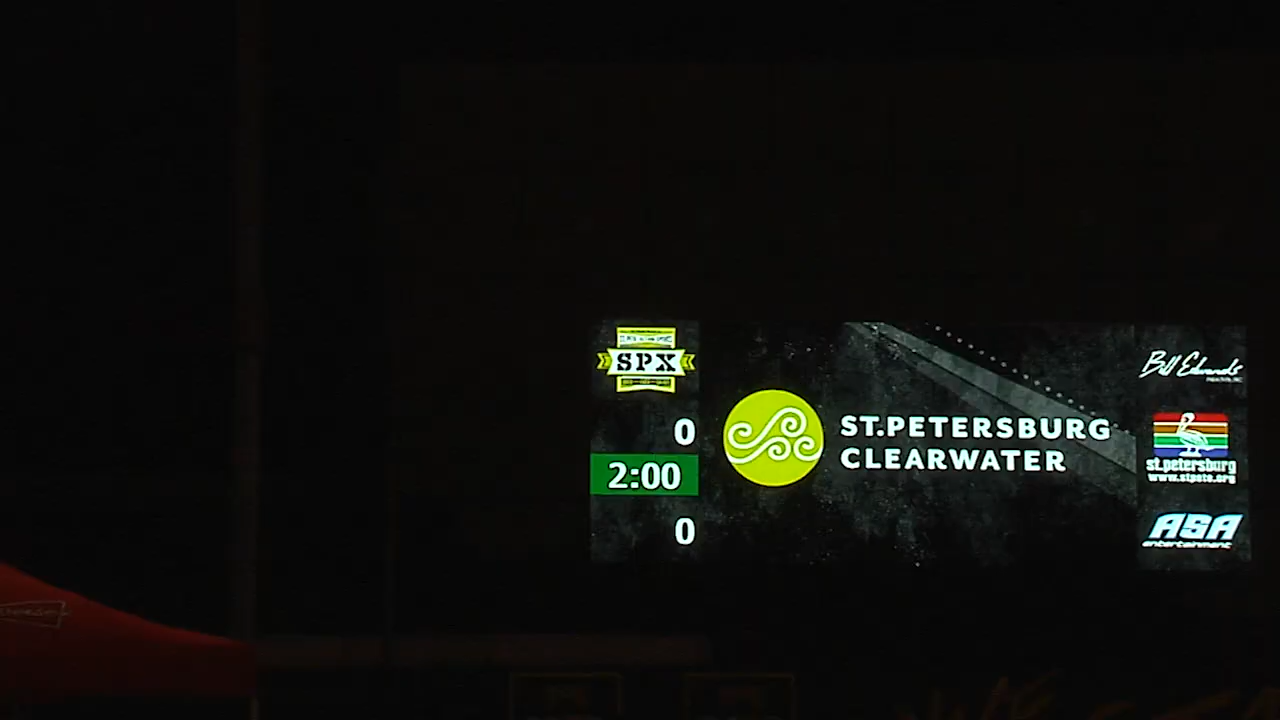 SPX
0
2:00
0
ST.PETERSBURG
CLEARWATER
Bill Edwards
st.petersburg
www.stpete.org
ASA
entertainment